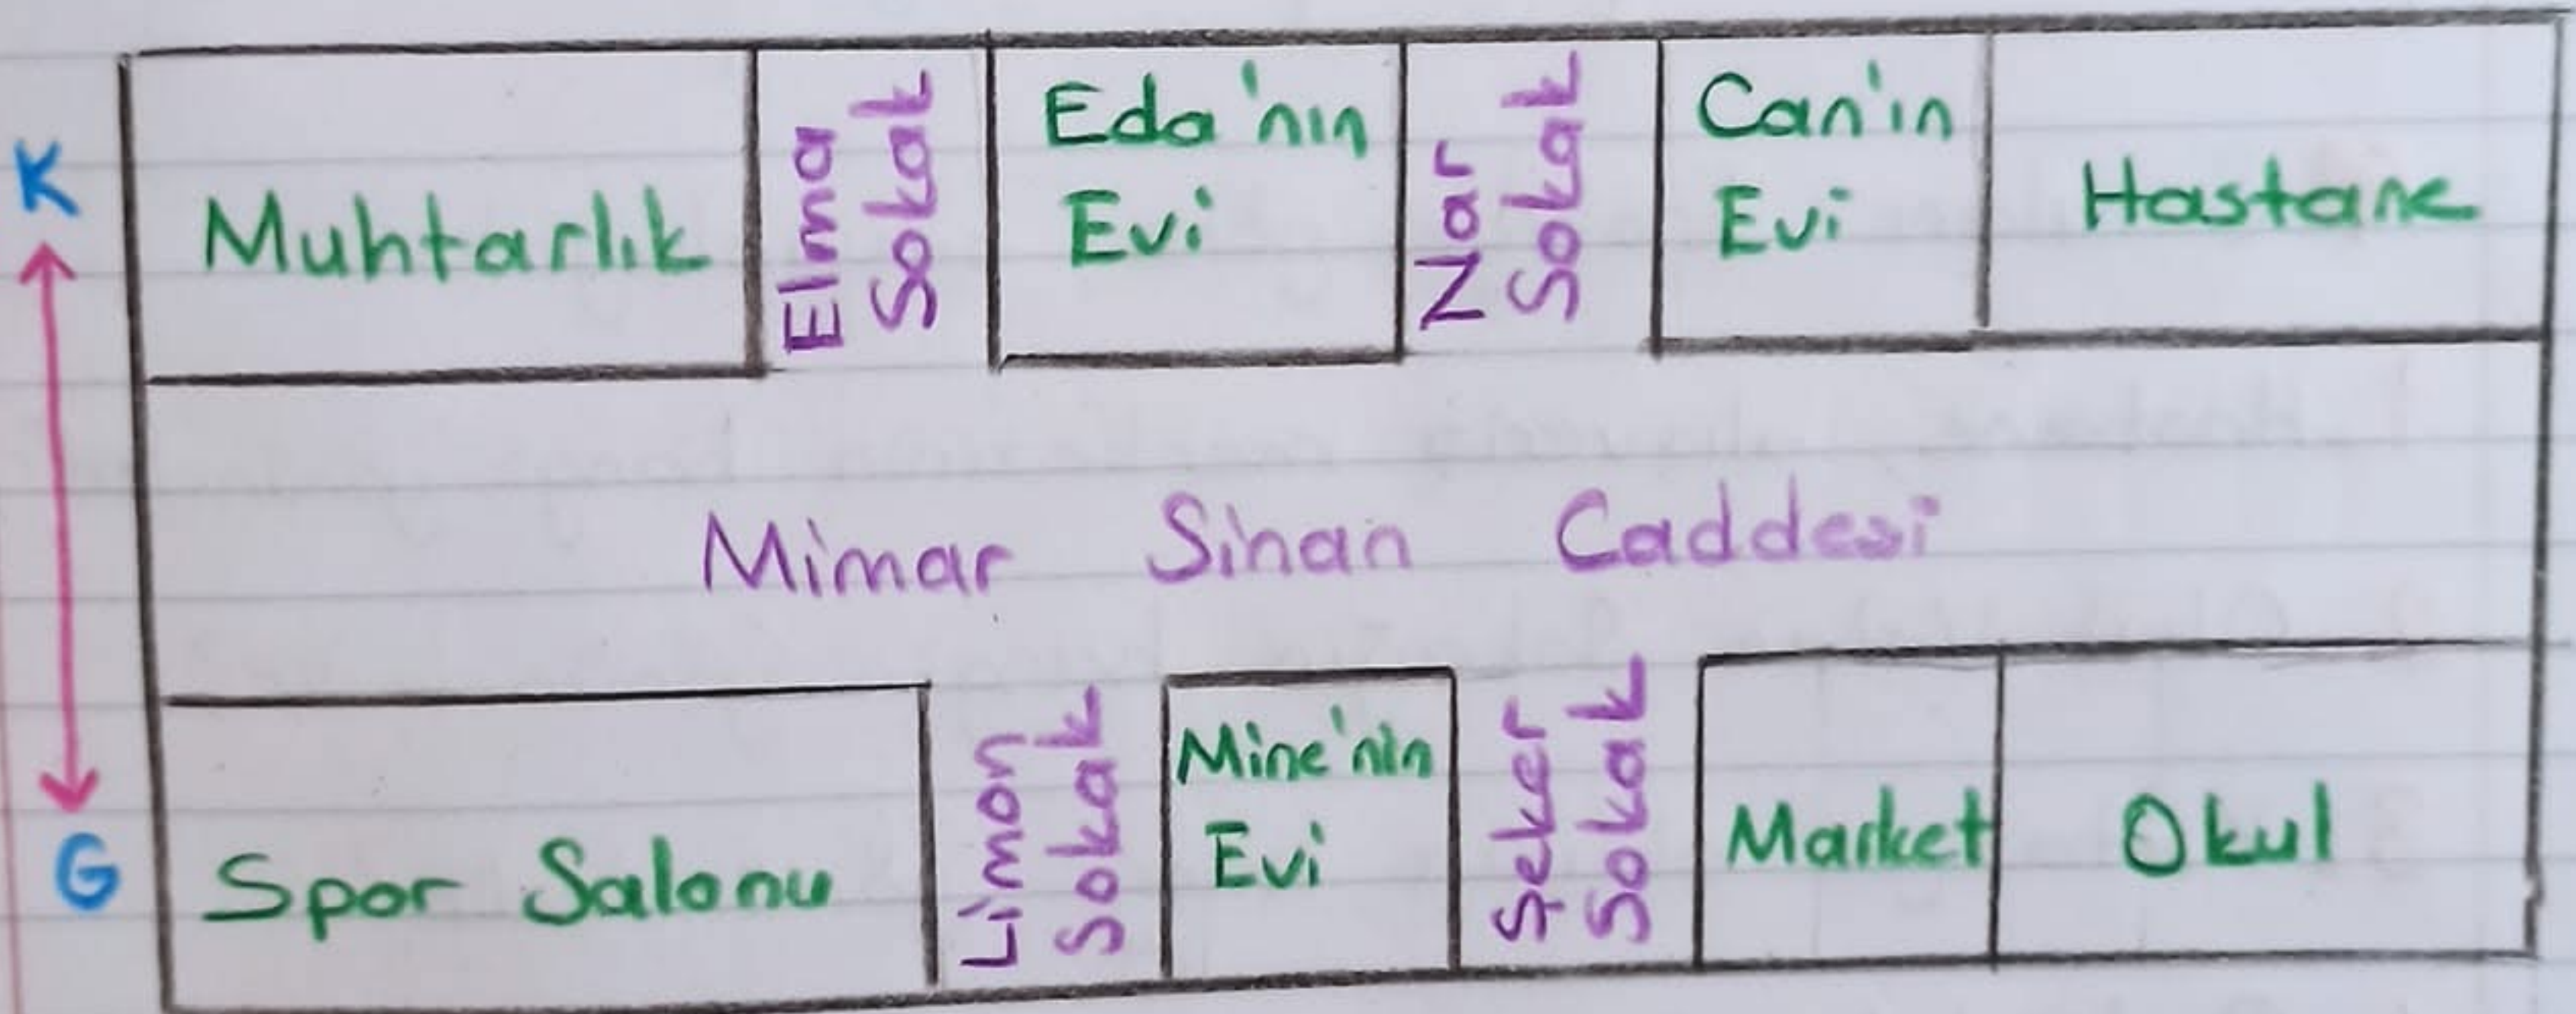 K
Muhtarlık
Elma
Sokak
Eda'nın
Evi
Nar
Sokak
Can'ın
Evi
Hastane
Mimar Sinan Caddesi
G
Spor Salonu
Limon
Sokak
Mine'nin
Evi
Şeker
Sokak
Market
Okul